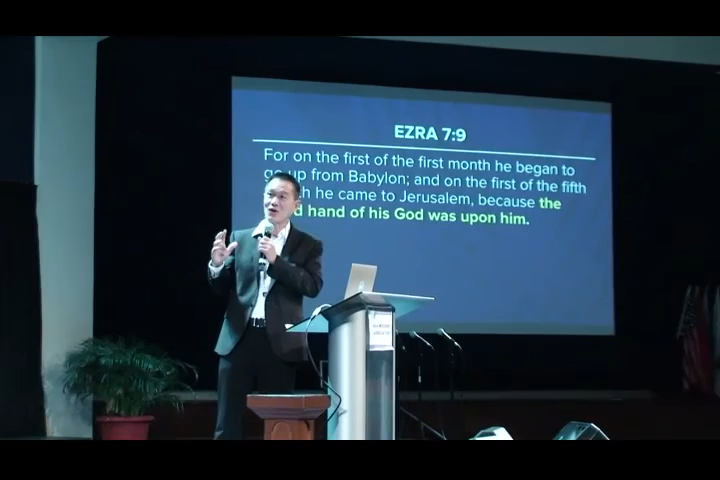 EZRA 7:9
For on the first of the first month he began to
up from Babylon; and on the first of the fifth
he came to Jerusalem, because the
hand of his God was upon him.